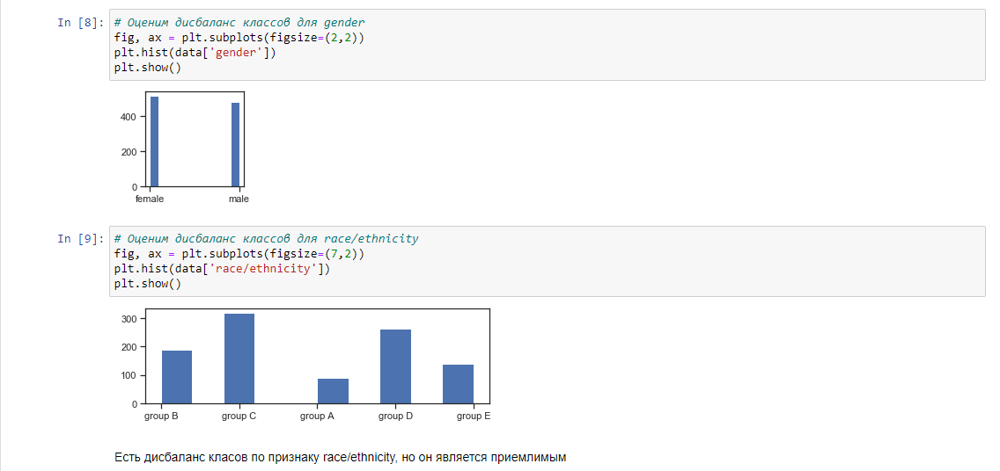 In [8]: # Оценим дисбаланс классов для gender
fig, ax = plt.subplots(figsize=(2,2))
plt.hist(data['gender'])
plt.show()
400
200
0
female male
In [9]: # Оценим дисбаланс классов для race/ethnicity
fig, ax = plt.subplots(figsize=(7,2))
plt.hist(data['race/ethnicity'])
plt.show()
300
200
100
0
group B group C group A group D group E
Есть дисбаланс класов по признаку race/ethnicity, но он является приемлимым